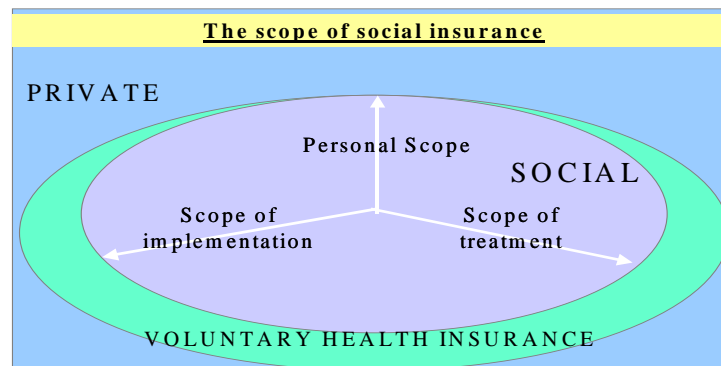 The scope of social insurance
PRIVATE
Personal Scope
SOCIAL
Scope of
implementation
Scope of
treatment
VOLUNTARY HEALTH INSURANCE